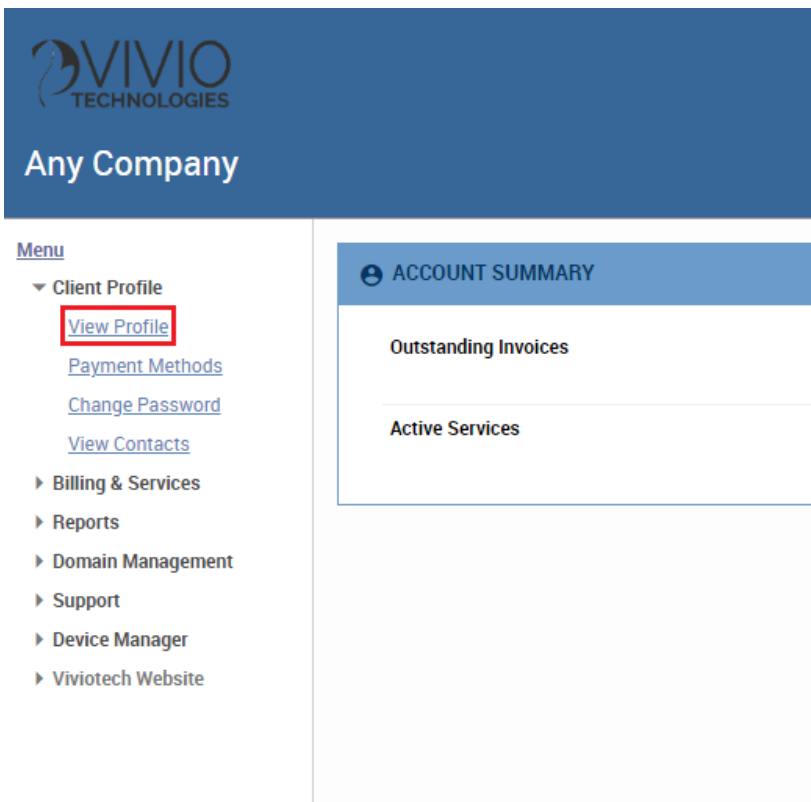 VIVIO
TECHNOLOGIES
Any Company
Menu
Client Profile
View Profile
Payment Methods
Change Password
View Contacts
Billing & Services
Reports
Domain Management
Support
Device Manager
Viviotech Website
ACCOUNT SUMMARY
Outstanding Invoices
Active Services